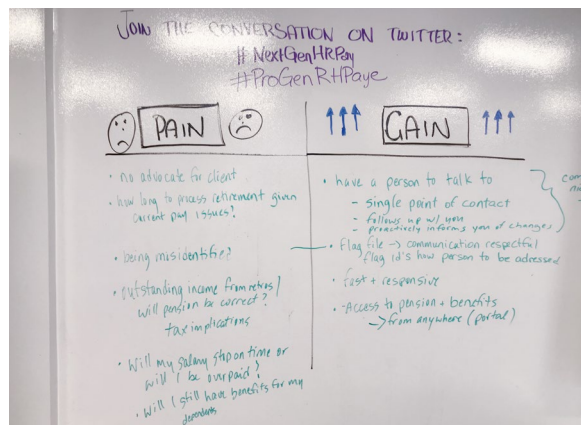 JOIN THE CONVERSATION ON TWITTER:
# NextGenHRPay
#ProGenRHPaye
PAIN
• no advocate for client
• how long to process retirement given
current pay issues?
• being misidentified?
• outstanding income from retros /
will pension be correct?
tax implications
• Will my salary stop on time or
will I be overpaid?
• Will I still have benefits for my
dependents
GAIN
• have a person to talk to
- single point of contact
- follows up w/ you
- proactively informs you of changes
• Flag file → communication respectful
flag id's how person to be adressed
• fast + responsive
• Access to pension + benefits
→ from anywhere (portal)